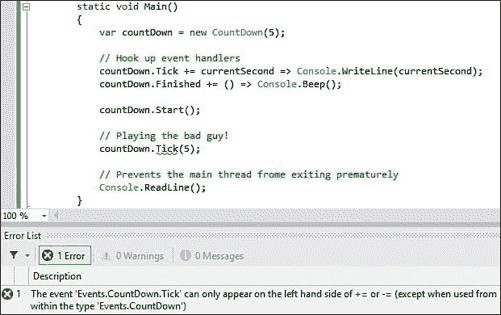 static void Main()
{
var countDown = new CountDown(5);
// Hook up event handlers
countDown.Tick += currentSecond => Console.WriteLine(currentSecond);
countDown.Finished += () => Console.Beep();
countDown.Start();
// Playing the bad guy!
countDown.Tick(5);
// Prevents the main thread frome exiting prematurely
Console.ReadLine();
}
100 %
Error List
1 Error 0 Warnings 0 Messages
Description
1 The event 'Events.CountDown.Tick' can only appear on the left hand side of += or -= (except when used from
within the type 'Events.CountDown')